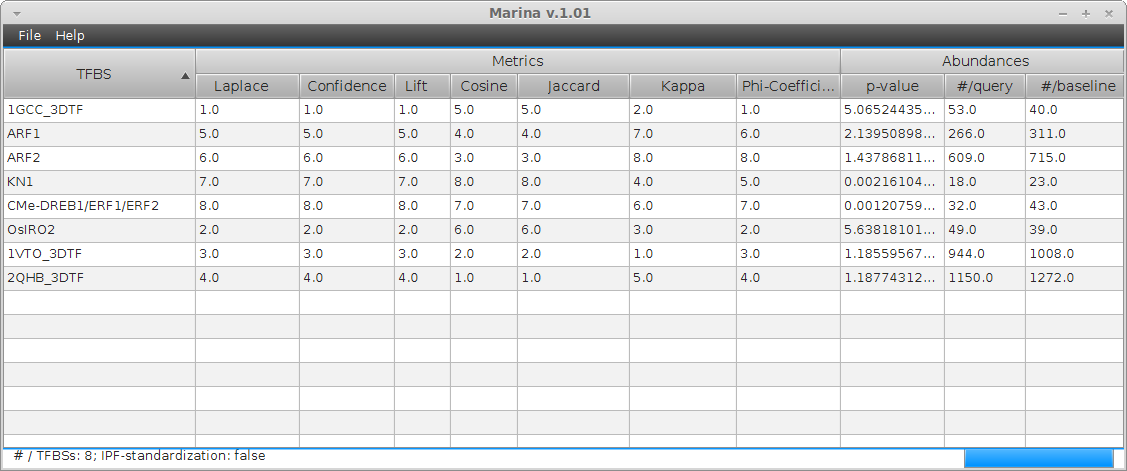 Marina v.1.01
File Help
TFBS Metrics Abundances
Laplace Confidence Lift Cosine Jaccard Kappa Phi-Coeffici... p-value #/query #/baseline
1GCC_3DTF 1.0 1.0 1.0 5.0 5.0 2.0 1.0 5.06524435... 53.0 40.0
ARF1 5.0 5.0 5.0 4.0 4.0 7.0 6.0 2.13950898... 266.0 311.0
ARF2 6.0 6.0 6.0 3.0 3.0 8.0 8.0 1.43786811... 609.0 715.0
KN1 7.0 7.0 7.0 8.0 8.0 4.0 5.0 0.00216104... 18.0 23.0
CMe-DREB1/ERF1/ERF2 8.0 8.0 8.0 7.0 7.0 6.0 7.0 0.00120759... 32.0 43.0
OsIRO2 2.0 2.0 2.0 6.0 6.0 3.0 2.0 5.63818101... 49.0 39.0
1VTO_3DTF 3.0 3.0 3.0 2.0 2.0 1.0 3.0 1.18559567... 944.0 1008.0
2QHB_3DTF 4.0 4.0 4.0 1.0 1.0 5.0 4.0 1.18774312... 1150.0 1272.0
# / TFBSs: 8; IPF-standardization: false